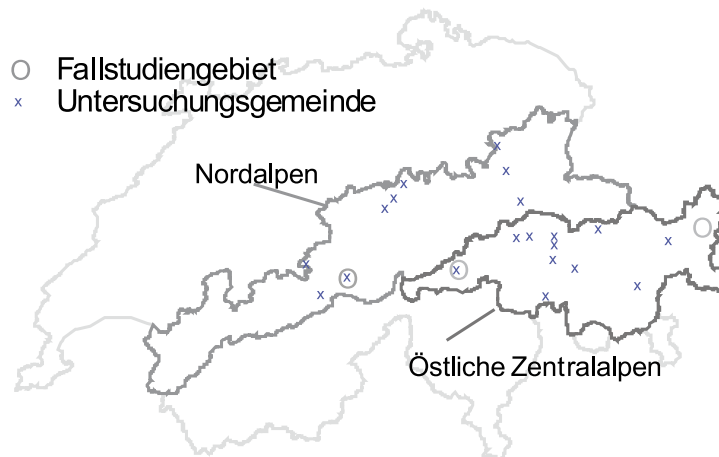 Fallstudiengebiet
x Untersuchungsgemeinde
Nordalpen
Östliche Zentralalpen